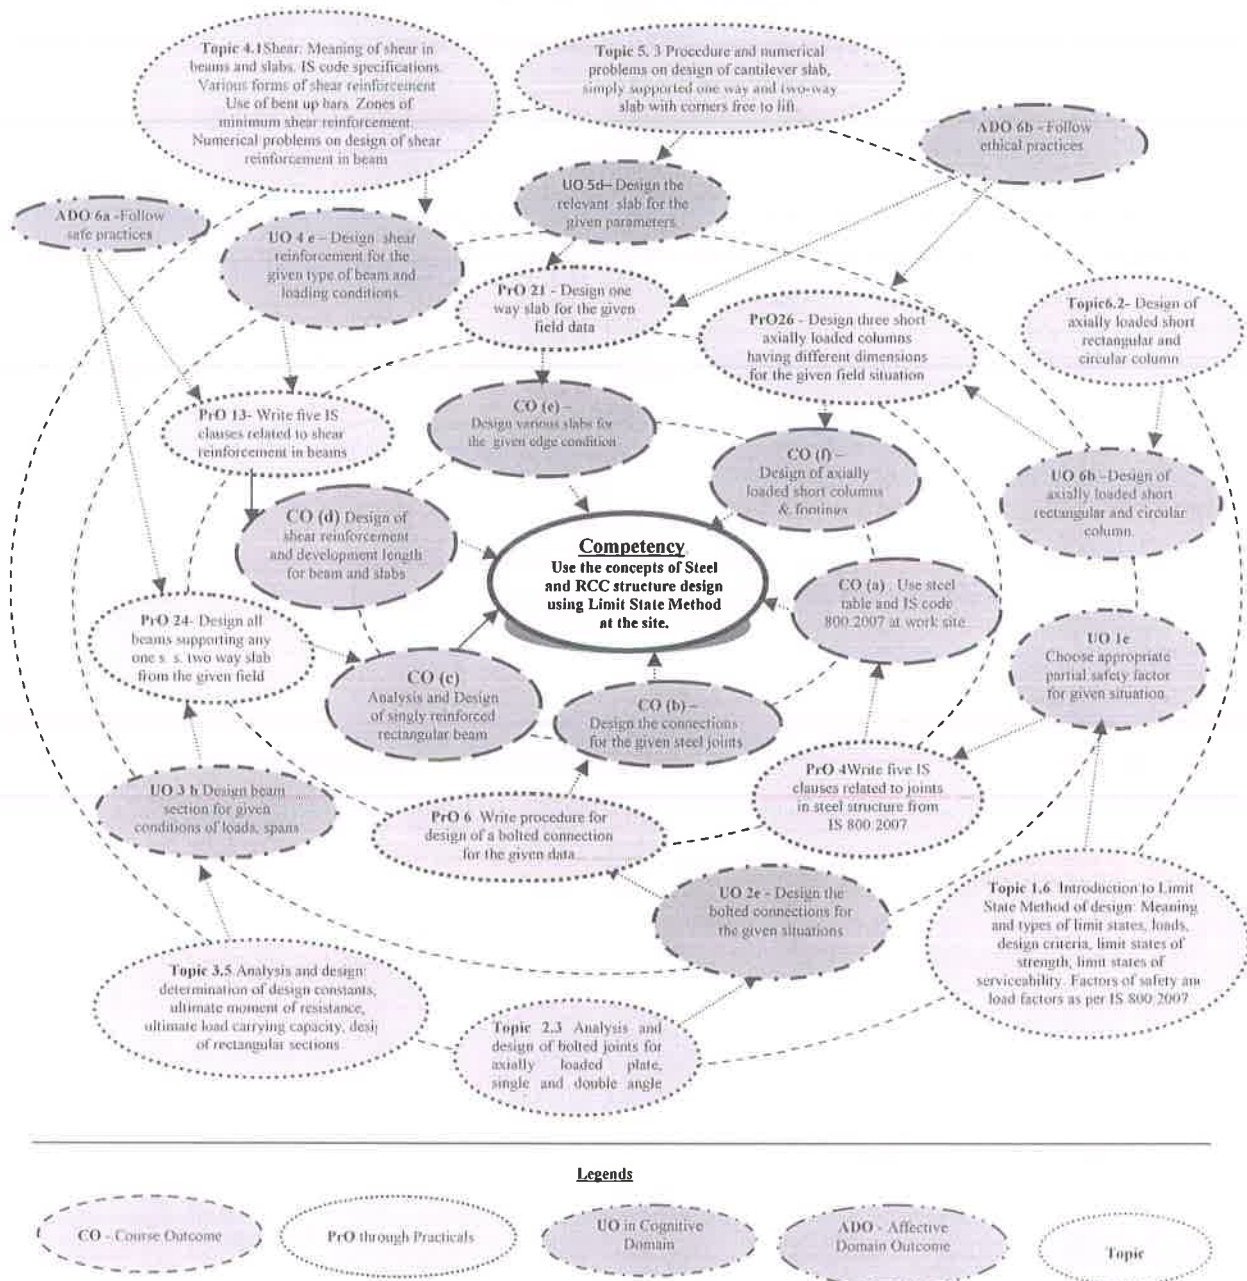 Topic 4.1Shear: Meaning of shear in
beams and slabs. IS code specifications.
Various forms of shear reinforcement
Use of bent up bars. Zones of
minimum shear reinforcement.
Numerical problems on design of shear
reinforcement in beam
Topic 5. 3 Procedure and numerical
problems on design of cantilever slab,
simply supported one way and two-way
slab with corners free to lift.
ADO 6b - Follow
ethical practices
ADO 6a -Follow
safe practices
UO 4 e – Design shear
reinforcement for the
given type of beam and
loading conditions.
UO 5d– Design the
relevant slab for the
given parameters.
PrO 21 - Design one
way slab for the given
field data
PrO26 - Design three short
axially loaded columns
having different dimensions
for the given field situation
Topic6.2- Design of
axially loaded short
rectangular and
circular column
PrO 13- Write five IS
clauses related to shear
reinforcement in beams
CO (e) –
Design various slabs for
the given edge condition
CO (f) –
Design of axially
loaded short columns
& footings
UO 6b -Design of
axially loaded short
rectangular and circular
column.
CO (d) Design of
shear reinforcement
and development length
for beam and slabs
Competency
Use the concepts of Steel
and RCC structure design
using Limit State Method
at the site.
CO (a) . Use steel
table and IS code
800:2007 at work site
PrO 24- Design all
beams supporting any
one s. s. two way slab
from the given field
CO (c)
Analysis and Design
of singly reinforced
rectangular beam
CO (b) –
Design the connections
for the given steel joints
UO 1e
Choose appropriate
partial safety factor
for given situation.
UO 3 h Design beam
section for given
conditions of loads, spans
PrO 6 Write procedure for
design of a bolted connection
for the given data
PrO 4Write five IS
clauses related to joints
in steel structure from
IS 800:2007
UO 2e - Design the
bolted connections for
the given situations
Topic 1.6 Introduction to Limit
State Method of design: Meaning
and types of limit states, loads,
design criteria, limit states of
strength, limit states of
serviceability. Factors of safety an
load factors as per IS 800:2007
Topic 3.5 Analysis and design:
determination of design constants,
ultimate moment of resistance,
ultimate load carrying capacity, desi
of rectangular sections
Topic 2.3 Analysis and
design of bolted joints for
axially loaded plate,
single and double angle
Legends
CO - Course Outcome
PrO through Practicals
UO in Cognitive
Domain
ADO - Affective
Domain Outcome
Topic